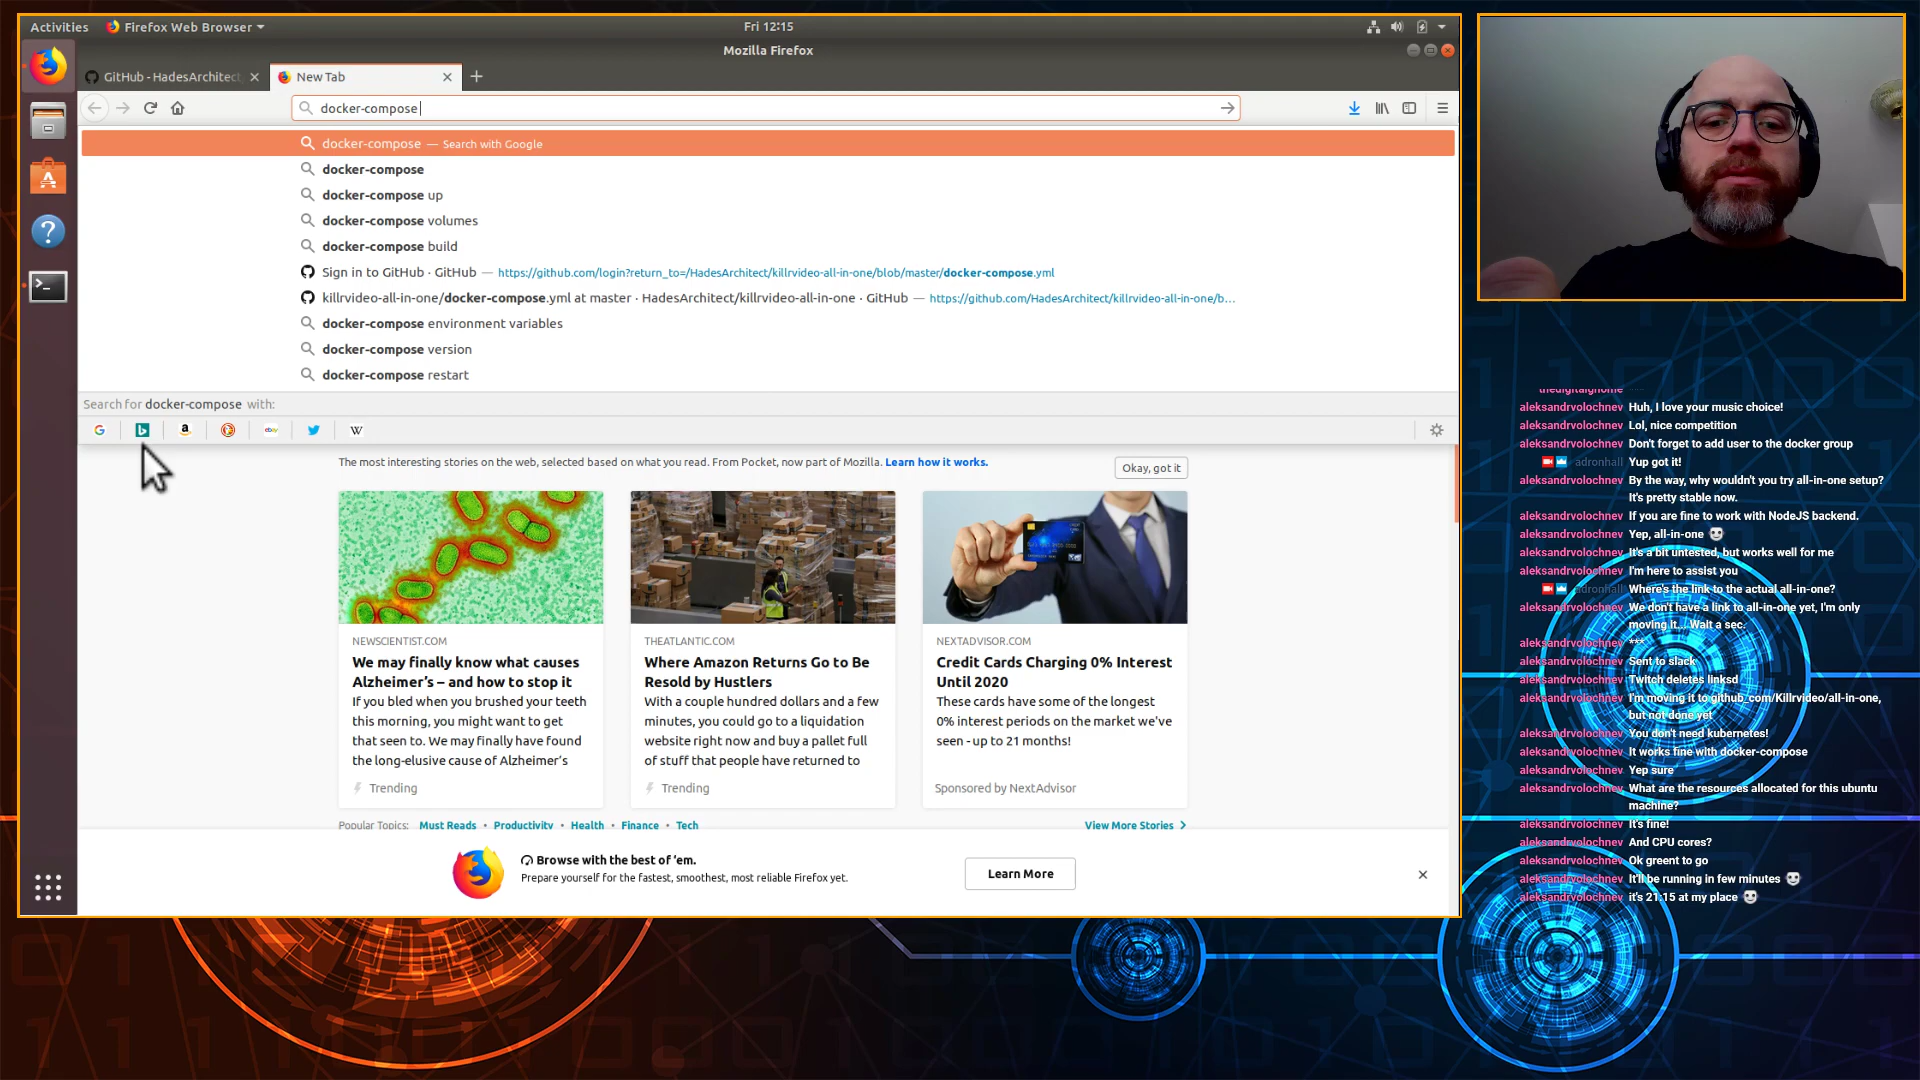 Activities
Firefox Web Browser
Fri 12:15
Mozilla Firefox
GitHub - HadesArchitect
New Tab
docker-compose
docker-compose — Search with Google
docker-compose
docker-compose up
docker-compose volumes
docker-compose build
Sign in to GitHub · GitHub — https://github.com/login?return_to=/HadesArchitect/killrvideo-all-in-one/blob/master/docker-compose.yml
killrvideo-all-in-one/docker-compose.yml at master · HadesArchitect/killrvideo-all-in-one · GitHub — https://github.com/HadesArchitect/killrvideo-all-in-one/b…
docker-compose environment variables
docker-compose version
docker-compose restart
Search for docker-compose with:
The most interesting stories on the web, selected based on what you read. From Pocket, now part of Mozilla. Learn how it works.
Okay, got it
NEWSCIENTIST.COM
We may finally know what causes
Alzheimer's – and how to stop it
If you bled when you brushed your teeth
this morning, you might want to get
that seen to. We may finally have found
the long-elusive cause of Alzheimer's
Trending
THEATLANTIC.COM
Where Amazon Returns Go to Be
Resold by Hustlers
With a couple hundred dollars and a few
minutes, you could go to a liquidation
website right now and buy a pallet full
of stuff that people have returned to
Trending
NEXTADVISOR.COM
Credit Cards Charging 0% Interest
Until 2020
These cards have some of the longest
0% interest periods on the market we've
seen - up to 21 months!
Sponsored by NextAdvisor
Popular Topics: Must Reads • Productivity • Health • Finance • Tech
View More Stories
Browse with the best of 'em.
Prepare yourself for the fastest, smoothest, most reliable Firefox yet.
Learn More
aleksandrvolochnev Huh, I love your music choice!
aleksandrvolochnev Lol, nice competition
aleksandrvolochnev Don't forget to add user to the docker group
adronhall Yup got it!
aleksandrvolochnev By the way, why wouldn't you try all-in-one setup?
It's pretty stable now.
aleksandrvolochnev If you are fine to work with NodeJS backend.
aleksandrvolochnev Yep, all-in-one
aleksandrvolochnev It's a bit untested, but works well for me
aleksandrvolochnev I'm here to assist you
adronhall Where's the link to the actual all-in-one?
aleksandrvolochnev We don't have a link to all-in-one yet, I'm only
moving it... Wait a sec.
aleksandrvolochnev ***
aleksandrvolochnev Sent to slack
aleksandrvolochnev Twitch deletes linksd
aleksandrvolochnev I'm moving it to github_com/Killrvideo/all-in-one,
but not done yet
aleksandrvolochnev You don't need kubernetes!
aleksandrvolochnev It works fine with docker-compose
aleksandrvolochnev Yep sure
aleksandrvolochnev What are the resources allocated for this ubuntu
machine?
aleksandrvolochnev It's fine!
aleksandrvolochnev And CPU cores?
aleksandrvolochnev Ok greent to go
aleksandrvolochnev It'll be running in few minutes
aleksandrvolochnev it's 21:15 at my place